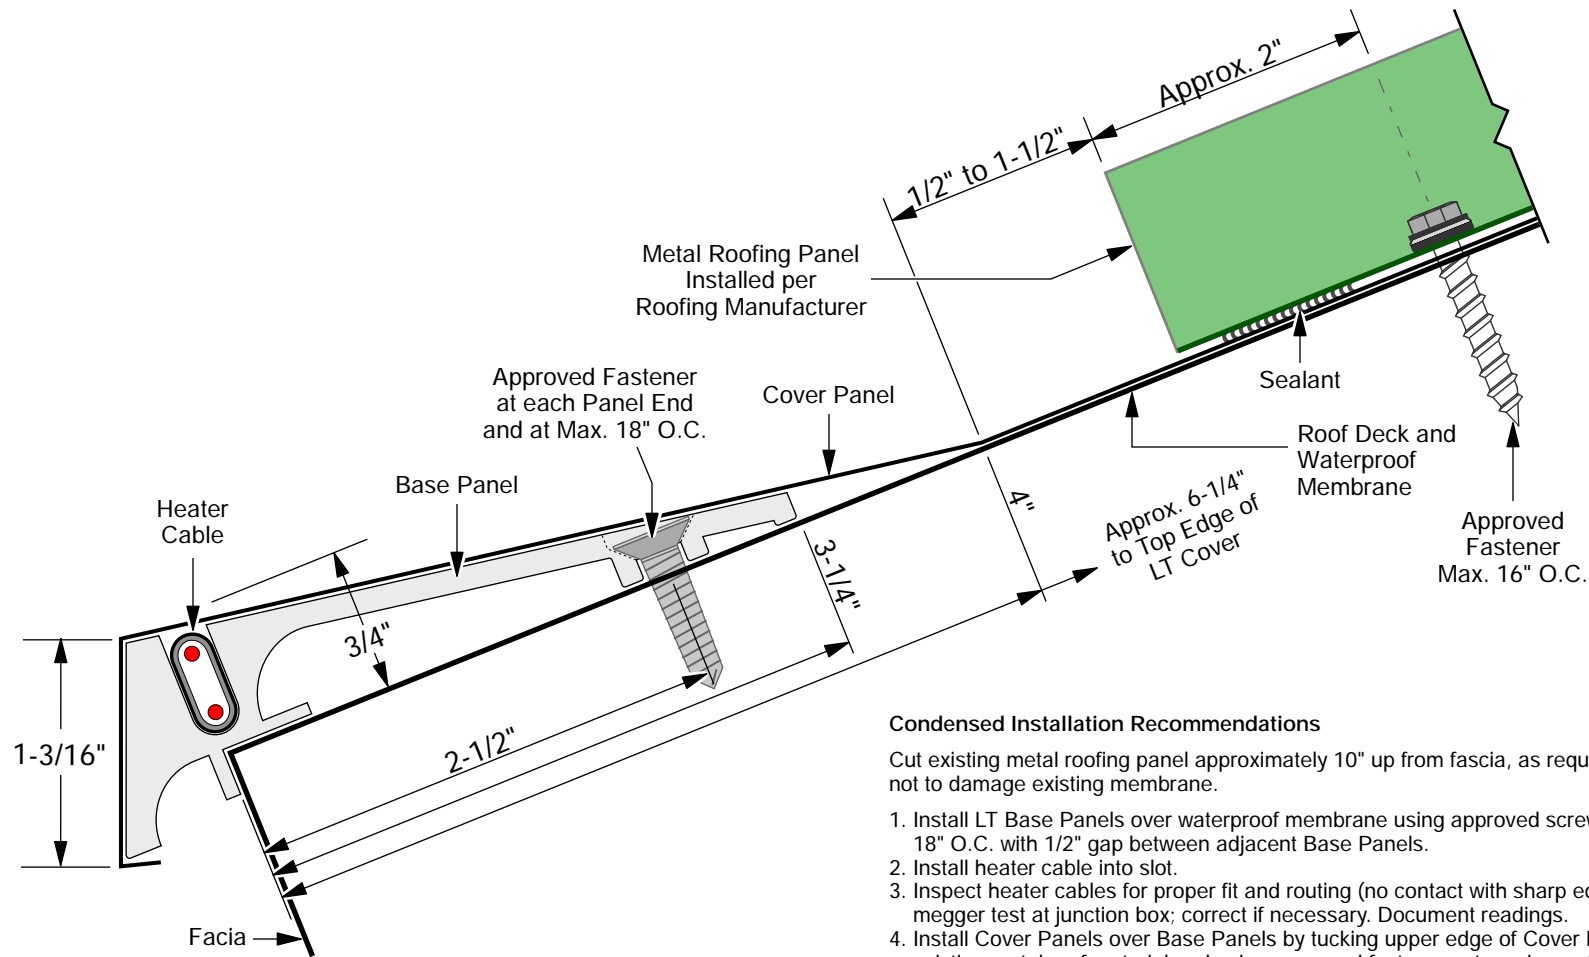 Approx. 2"
1/2" to 1-1/2"
Metal Roofing Panel
Installed per
Roofing Manufacturer
Approved Fastener
at each Panel End
and at Max. 18" O.C.
Cover Panel
Sealant
Roof Deck and
Waterproof
Membrane
Base Panel
Heater
Cable
4"
Approx. 6-1/4"
to Top Edge of
LT Cover
Approved
Fastener
Max. 16" O.C.
3-1/4"
3/4"
1-3/16"
2-1/2"
Facia
Condensed Installation Recommendations
Cut existing metal roofing panel approximately 10" up from fascia, as requ
not to damage existing membrane.
1. Install LT Base Panels over waterproof membrane using approved screw
18" O.C. with 1/2" gap between adjacent Base Panels.
2. Install heater cable into slot.
3. Inspect heater cables for proper fit and routing (no contact with sharp ed
megger test at junction box; correct if necessary. Document readings.
4. Install Cover Panels over Base Panels by tucking upper edge of Cover